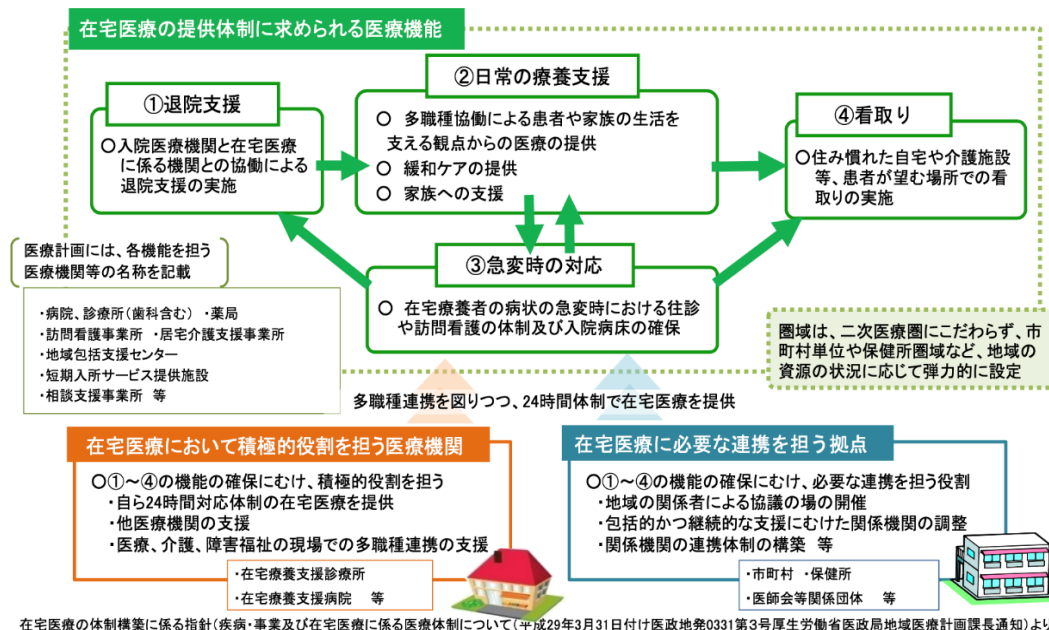 在宅医療の提供体制に求められる医療機能
①退院支援
○入院医療機関と在宅医療
に係る機関との協働による
退院支援の実施
②日常の療養支援
○ 多職種協働による患者や家族の生活を
支える観点からの医療の提供
○ 緩和ケアの提供
○ 家族への支援
④看取り
○住み慣れた自宅や介護施設
等、患者が望む場所での看
取りの実施
③急変時の対応
○ 在宅療養者の病状の急変時における往診
や訪問看護の体制及び入院病床の確保
医療計画には、各機能を担う
医療機関等の名称を記載
・病院、診療所(歯科含む) ・薬局
・訪問看護事業所 ・居宅介護支援事業所
・地域包括支援センター
・短期入所サービス提供施設
・相談支援事業所 等
圏域は、二次医療圏にこだわらず、市
町村単位や保健所圏域など、地域の
資源の状況に応じて弾力的に設定
多職種連携を図りつつ、24時間体制で在宅医療を提供
在宅医療において積極的役割を担う医療機関
○①~④の機能の確保にむけ、積極的役割を担う
・自ら24時間対応体制の在宅医療を提供
・他医療機関の支援
・医療、介護、障害福祉の現場での多職種連携の支援
・在宅療養支援診療所
・在宅療養支援病院 等
在宅医療に必要な連携を担う拠点
○①~④の機能の確保にむけ、必要な連携を担う役割
・地域の関係者による協議の場の開催
・包括的かつ継続的な支援にむけた関係機関の調整
・関係機関の連携体制の構築 等
・市町村 ・保健所
・医師会等関係団体 等
在宅医療の体制構築に係る指針(疾病・事業及び在宅医療に係る医療体制について(平成29年3月31日付け医政地発0331第3号厚生労働省医政局地域医療計画課長通知)より